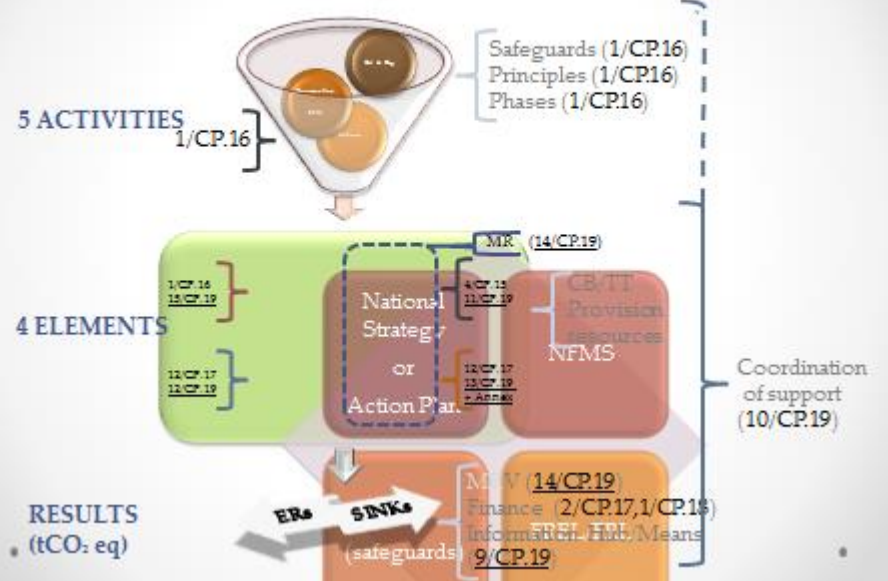 Safeguards (1/CP.16)
Principles (1/CP.16)
Phases (1/CP.16)
5 ACTIVITIES
1/CP.16
MR (14/CP.19)
1/CP.16
15/CP.19
4/CP.15
11/CP.19
CB/TT
Provision
resources
National
Strategy
or
Action Plan
NFMS
4 ELEMENTS
12/CP.17
12/CP.19
12/CP.17
13/CP.19
+ Annex
Coordination
of support
(10/CP.19)
RESULTS
(tCO₂ eq)
ERs
SINKs
(14/CP.19)
Finance (2/CP.17,1/CP.18)
Information Hub/Means
(safeguards)
9/CP.19)